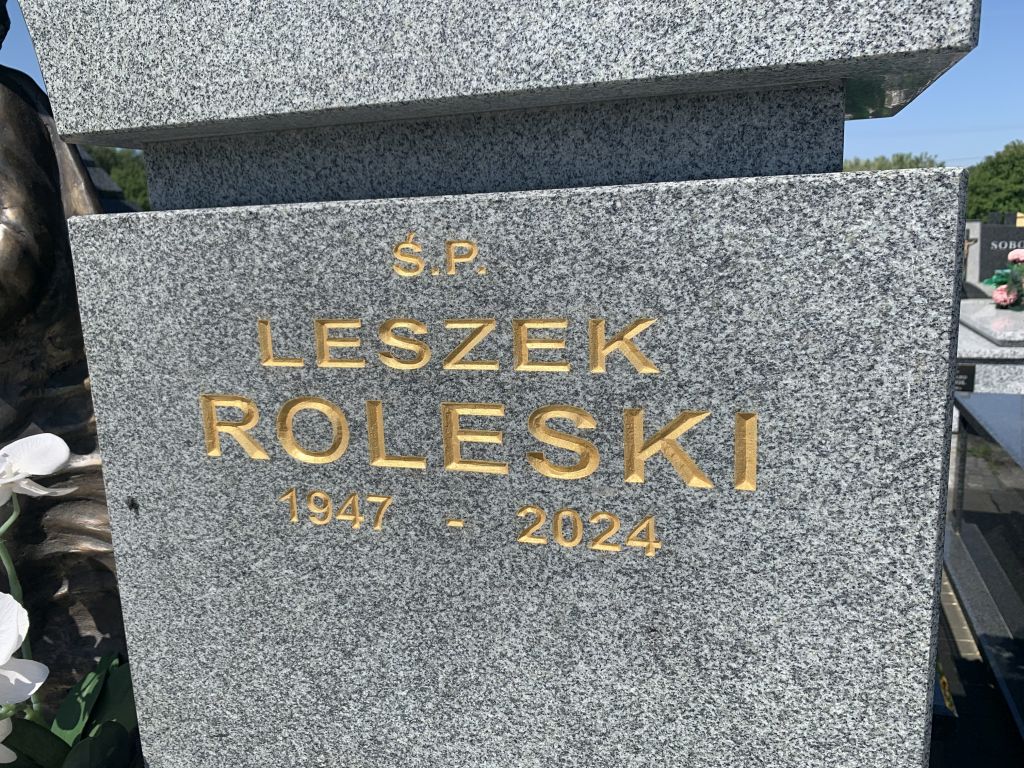 Ś.P.
LESZEK
ROLESKI
1947 - 2024